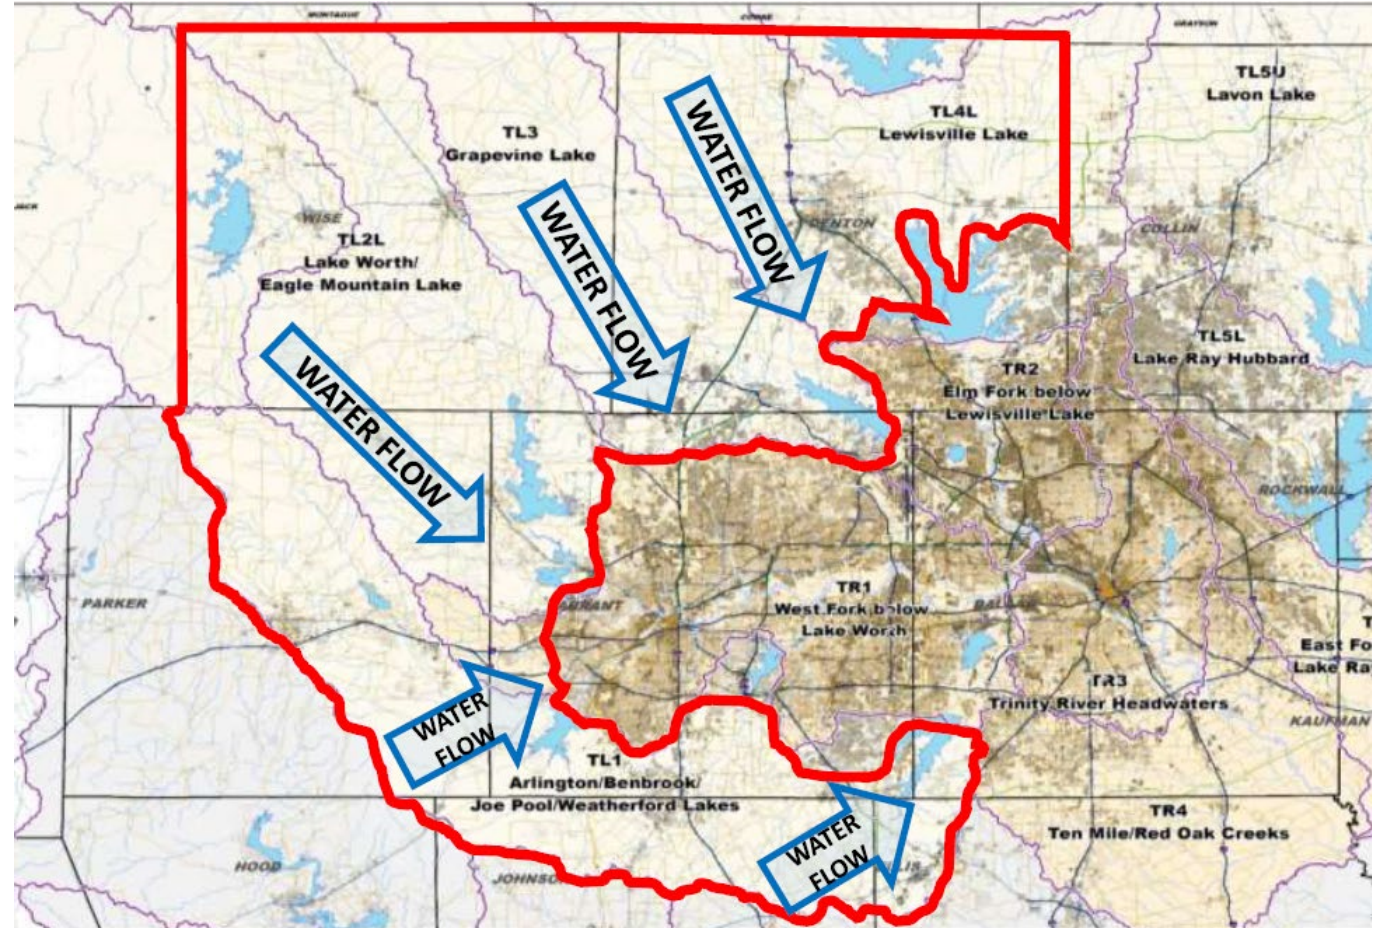 MONTAGUE
COOKE
GRAYSON
TL5U
Lavon Lake
TL4L
Lewisville Lake
TL3
Grapevine Lake
WATER FLOW
WATER FLOW
JACK
WISE
DENTON
COLLIN
TL2L
Lake Worth/
Eagle Mountain Lake
TL5L
Lake Ray Hubbard
TR2
Elm Fork below
Lewisville Lake
WATER FLOW
ROCKWALL
PARKER
TR1
West Fork below
Lake Worth
East Fo
Lake Ra
TR3
Trinity River Headwaters
KAUFMAN
WATER
FLOW
TL1
Arlington/Benbrook/
Joe Pool/Weatherford Lakes
TR4
Ten Mile/Red Oak Creeks
WATER
FLOW
HOOD
JOHNSO